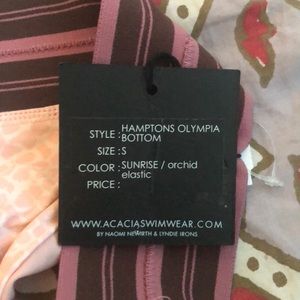 STYLE : HAMPTONS OLYMPIA
BOTTOM
SIZE : S
COLOR : SUNRISE / orchid
elastic
PRICE :
WWW.ACACIASWIMWEAR.COM
BY NAOMI NEWIRTH & LYNDIE IRONS